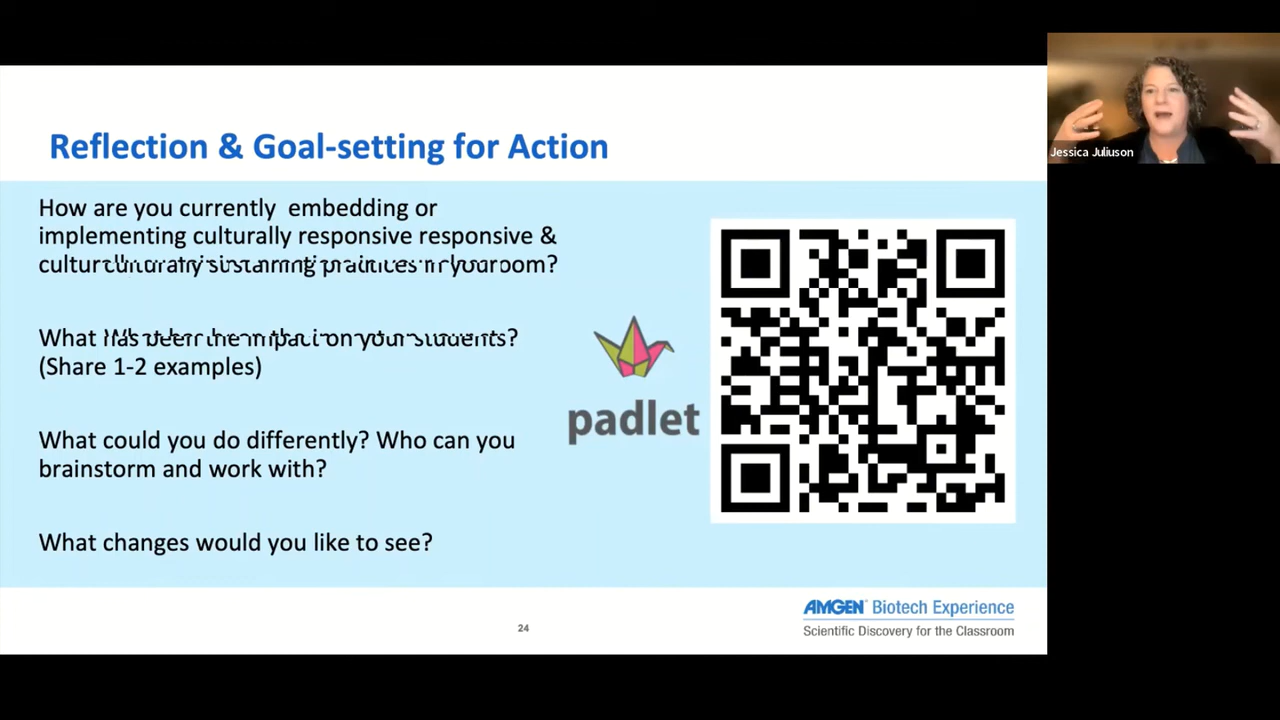 Reflection & Goal-setting for Action
How are you currently embedding or
implementing culturally responsive responsive &
room?
What
students?
(Share 1-2 examples)
What could you do differently? Who can you
brainstorm and work with?
What changes would you like to see?
padlet
24
AMGEN Biotech Experience
Scientific Discovery for the Classroom
Jessica Juliuson